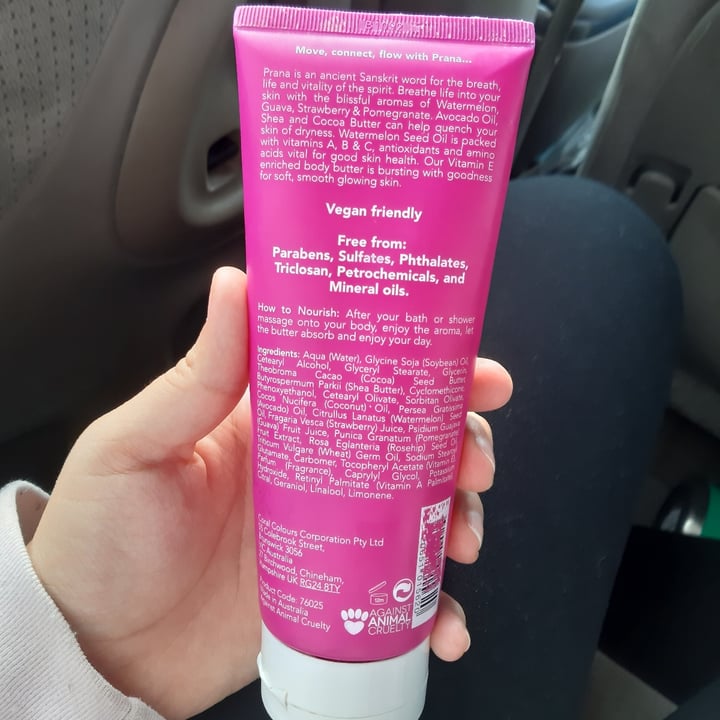 Move, connect, flow with Prana...
Prana is an ancient Sanskrit word for the breath,
life and vitality of the spirit. Breathe life into your
skin with the blissful aromas of Watermelon,
Guava, Strawberry & Pomegranate. Avocado Oil,
Shea and Cocoa Butter can help quench your
skin of dryness. Watermelon Seed Oil is packed
with vitamins A, B & C, antioxidants and amino
acids vital for good skin health. Our Vitamin E
enriched body butter is bursting with goodness
for soft, smooth glowing skin.
Vegan friendly
Free from:
Parabens, Sulfates, Phthalates,
Triclosan, Petrochemicals, and
Mineral oils.
How to Nourish: After your bath or shower
massage onto your body, enjoy the aroma, let
the butter absorb and enjoy your day.
Ingredients: Aqua (Water), Glycine Soja (Soybean) Oil,
Cetearyl Alcohol, Glyceryl Stearate, Glycerin,
Theobroma Cacao (Cocoa) Seed Butter,
Butyrospermum Parkii (Shea Butter), Cyclomethicone,
Phenoxyethanol, Cetearyl Olivate, Sorbitan Olivate,
Cocos Nucifera (Coconut) Oil, Persea Gratissima
(Avocado) Oil, Citrullus Lanatus (Watermelon) Seed
Oil, Fragaria Vesca (Strawberry) Juice, Psidium Guajava
(Guava) Fruit Juice, Punica Granatum (Pomegranate)
Fruit Extract, Rosa Eglanteria (Rosehip) Seed Oil,
Triticum Vulgare (Wheat) Germ Oil, Sodium Stearoyl
Glutamate, Carbomer, Tocopheryl Acetate (Vitamin E),
Parfum (Fragrance), Caprylyl Glycol, Potassium
Hydroxide, Retinyl Palmitate (Vitamin A Palmitate),
Citral, Geraniol, Linalool, Limonene.
Coral Colours Corporation Pty Ltd
Colebrook Street,
Brunswick 3056
Australia
Birchwood, Chineham,
Hampshire UK RG24 8TY
Product Code: 76025
Made in Australia
Against Animal Cruelty
12m
AGAINST
ANIMAL
CRUELTY